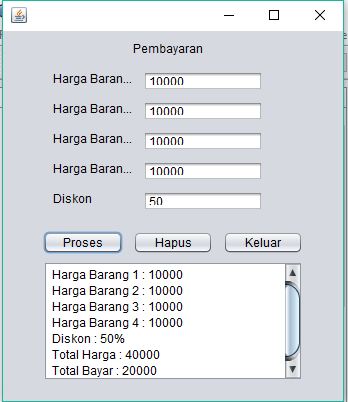 Pembayaran
Harga Baran... 10000
Harga Baran... 10000
Harga Baran... 10000
Harga Baran... 10000
Diskon 50
Proses Hapus Keluar
Harga Barang 1 : 10000
Harga Barang 2 : 10000
Harga Barang 3 : 10000
Harga Barang 4 : 10000
Diskon : 50%
Total Harga : 40000
Total Bayar : 20000